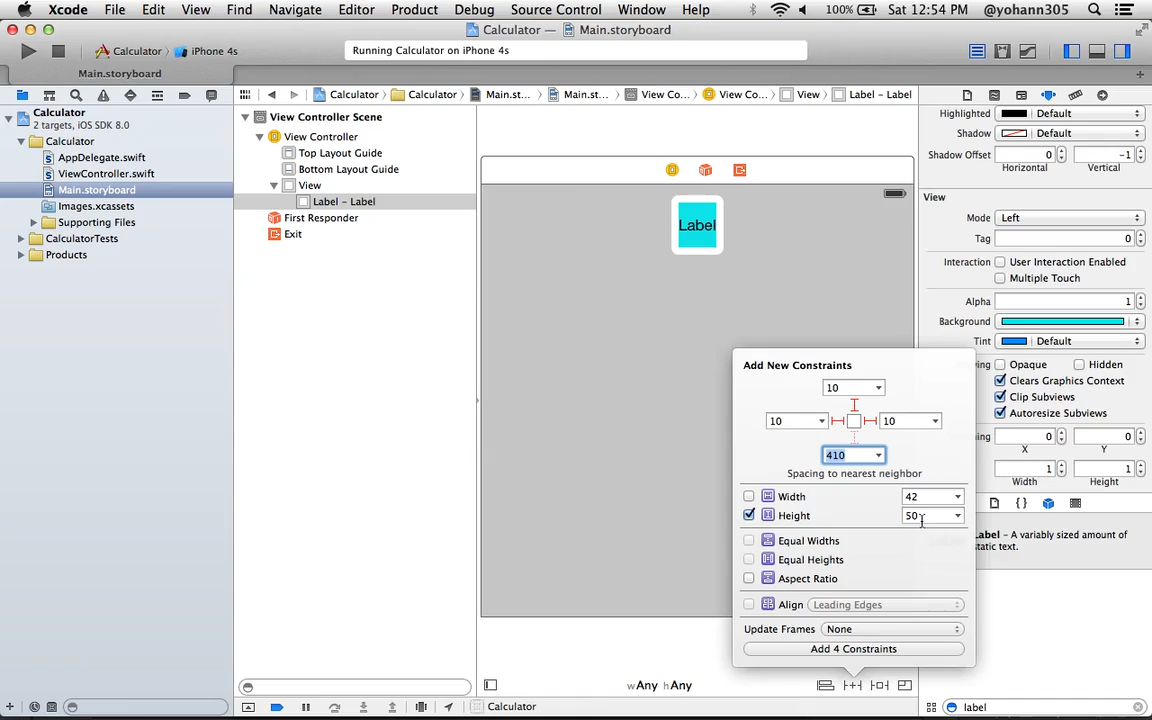 Xcode File Edit View Find Navigate Editor Product Debug Source Control Window Help 100% Sat 12:54 PM @yohann305
Calculator — Main.storyboard
Calculator iPhone 4s Running Calculator on iPhone 4s
Main.storyboard
Calculator Calculator Main.st... Main.st... View Co... View Co... View Label - Label
Calculator
2 targets, iOS SDK 8.0
Calculator
AppDelegate.swift
ViewController.swift
Main.storyboard
Images.xcassets
Supporting Files
CalculatorTests
Products
View Controller Scene
View Controller
Top Layout Guide
Bottom Layout Guide
View
Label - Label
First Responder
Exit
Label
Add New Constraints
10
10 10
410
Spacing to nearest neighbor
Width 42
Height 50
Equal Widths
Equal Heights
Aspect Ratio
Align Leading Edges
Update Frames None
Add 4 Constraints
wAny hAny
Calculator
Highlighted Default
Shadow Default
Shadow Offset 0 -1
Horizontal Vertical
View
Mode Left
Tag 0
Interaction User Interaction Enabled
Multiple Touch
Alpha 1
Background
Tint Default
Opaque Hidden
Clears Graphics Context
Clip Subviews
Autoresize Subviews
0 0
X Y
1 1
Width Height
{}
Label - A variably sized amount of
static text.
label